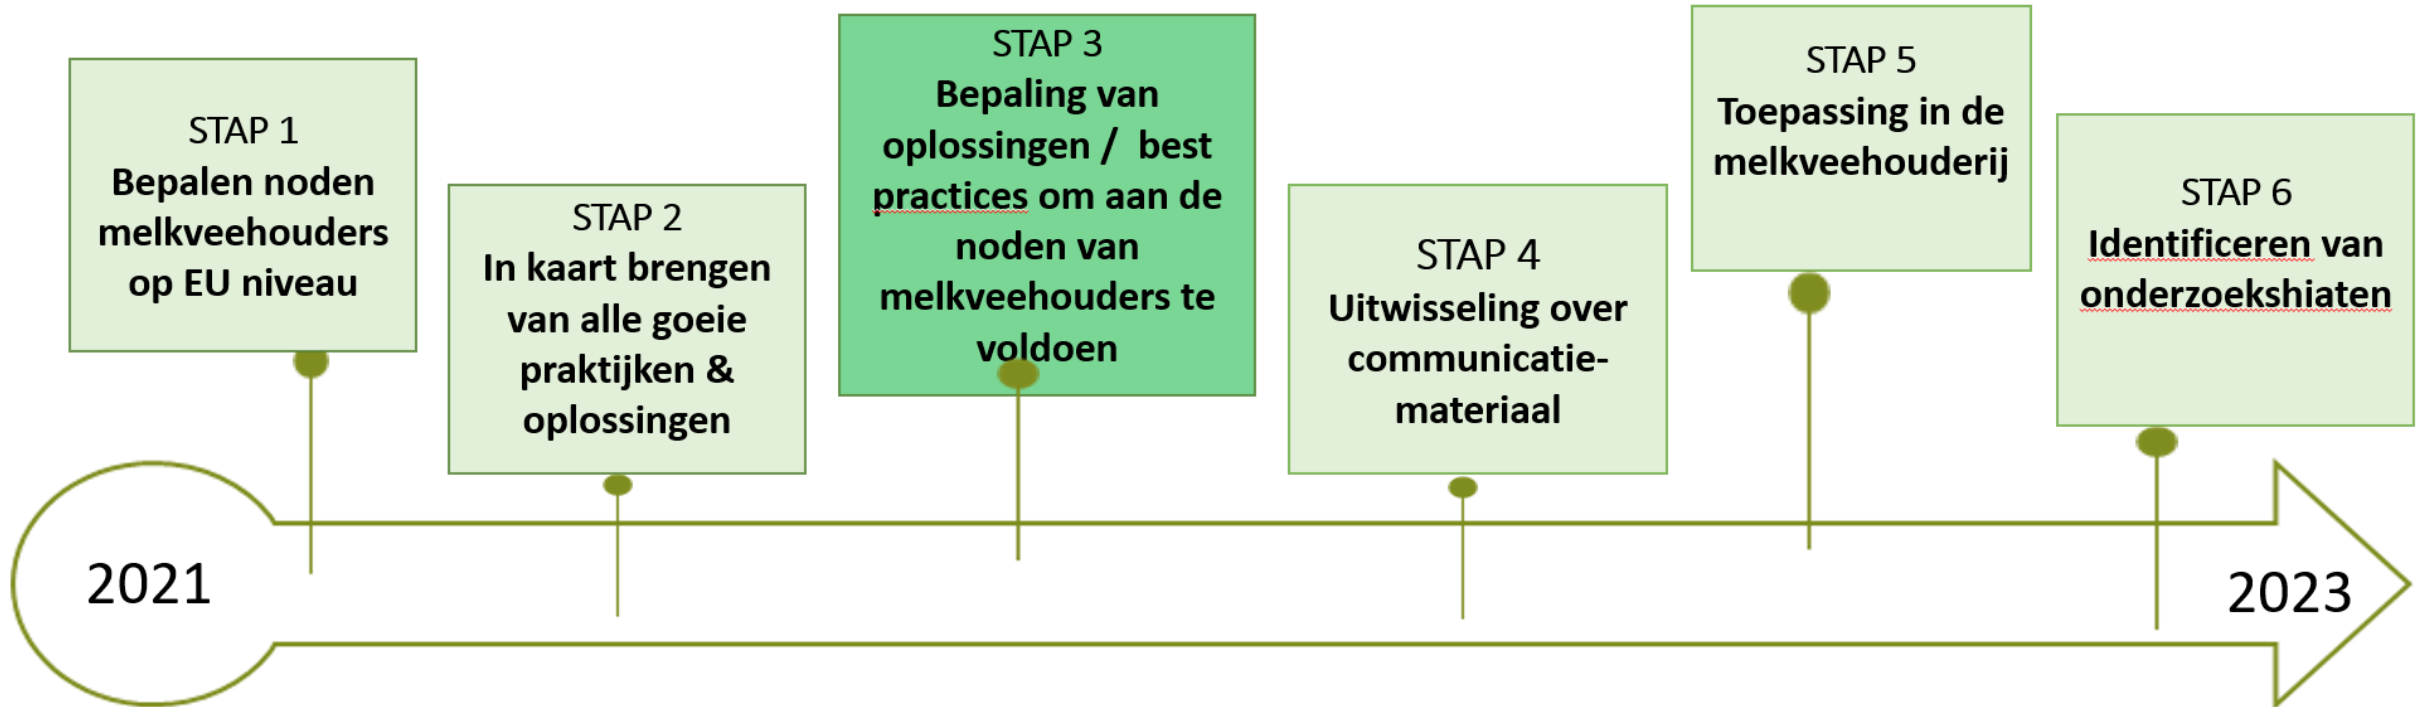 STAP 1
Bepalen noden
melkveehouders
op EU niveau
STAP 2
In kaart brengen
van alle goeie
praktijken &
oplossingen
STAP 3
Bepaling van
oplossingen / best
practices om aan de
noden van
melkveehouders te
voldoen
STAP 4
Uitwisseling over
communicatie-
materiaal
STAP 5
Toepassing in de
melkveehouderij
STAP 6
Identificeren van
onderzoekshiaten
2021
2023